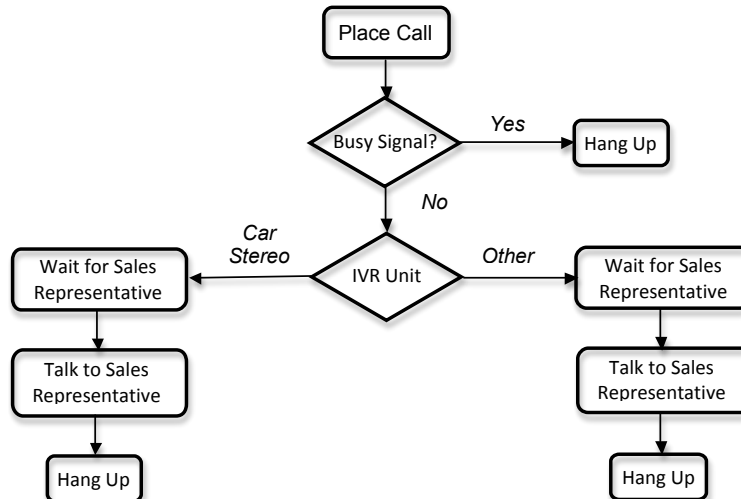 Place Call
Busy Signal?
Yes
Hang Up
No
Car
Stereo
IVR Unit
Other
Wait for Sales
Representative
Wait for Sales
Representative
Talk to Sales
Representative
Talk to Sales
Representative
Hang Up
Hang Up